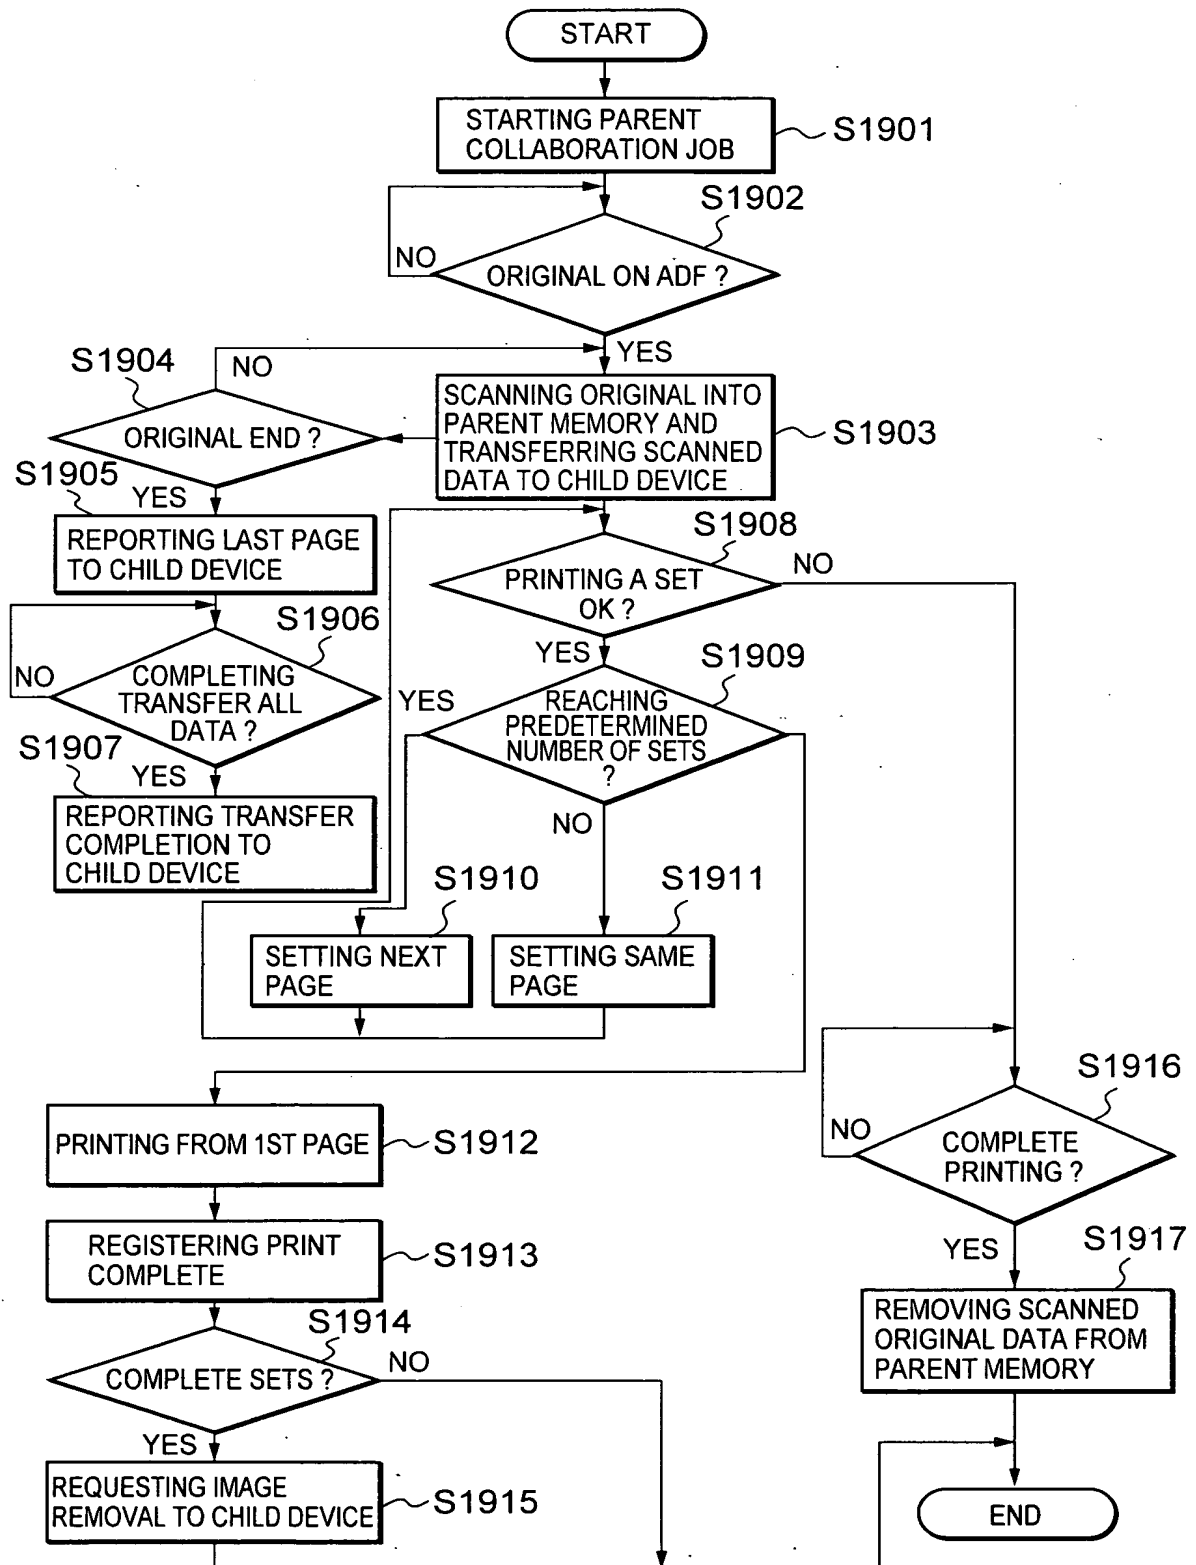 START
STARTING PARENT
COLLABORATION JOB
S1901
S1902
NO
ORIGINAL ON ADF ?
YES
S1904
NO
ORIGINAL END ?
SCANNING ORIGINAL INTO
PARENT MEMORY AND
TRANSFERRING SCANNED
DATA TO CHILD DEVICE
S1903
S1905
YES
REPORTING LAST PAGE
TO CHILD DEVICE
S1908
PRINTING A SET
OK ?
NO
YES
S1906
NO
COMPLETING
TRANSFER ALL
DATA ?
S1909
YES
REACHING
PREDETERMINED
NUMBER OF SETS
?
NO
S1907
YES
REPORTING TRANSFER
COMPLETION TO
CHILD DEVICE
S1910
S1911
SETTING NEXT
PAGE
SETTING SAME
PAGE
S1916
NO
COMPLETE
PRINTING ?
YES
PRINTING FROM 1ST PAGE
S1912
REGISTERING PRINT
COMPLETE
S1913
S1917
REMOVING SCANNED
ORIGINAL DATA FROM
PARENT MEMORY
S1914
COMPLETE SETS ?
NO
YES
REQUESTING IMAGE
REMOVAL TO CHILD DEVICE
S1915
END